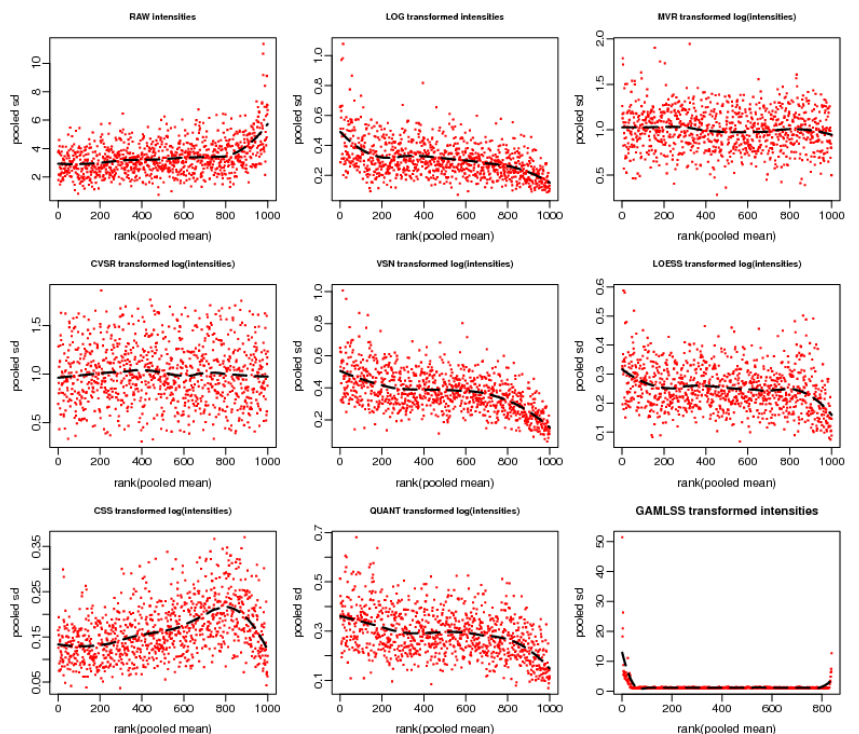 RAW intensities
pooled sd
2 4 6 8 10
0 200 400 600 800 1000
rank(pooled mean)
LOG transformed intensities
pooled sd
0.2 0.4 0.6 0.8 1.0
0 200 400 600 800 1000
rank(pooled mean)
MVR transformed log(intensities)
pooled sd
0.5 1.0 1.5 2.0
0 200 400 600 800 1000
rank(pooled mean)
CVSR transformed log(intensities)
pooled sd
0.5 1.0 1.5
0 200 400 600 800 1000
rank(pooled mean)
VSN transformed log(intensities)
pooled sd
0.2 0.4 0.6 0.8 1.0
0 200 400 600 800 1000
rank(pooled mean)
LOESS transformed log(intensities)
pooled sd
0.1 0.2 0.3 0.4 0.5 0.6
0 200 400 600 800 1000
rank(pooled mean)
CSS transformed log(intensities)
pooled sd
0.05 0.15 0.25 0.35
0 200 400 600 800 1000
rank(pooled mean)
QUANT transformed log(intensities)
pooled sd
0.1 0.3 0.5 0.7
0 200 400 600 800 1000
rank(pooled mean)
GAMLSS transformed intensities
pooled sd
0 10 20 30 40 50
0 200 400 600 800
rank(pooled mean)